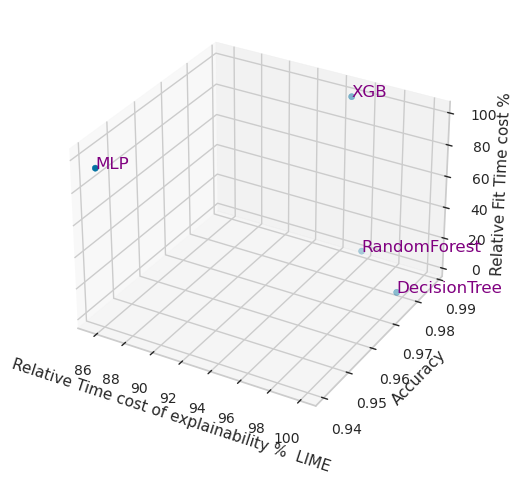 XGB
MLP
RandomForest
DecisionTree
100
80
60
40
20
0
Relative Fit Time cost %
0.99
0.98
0.97
0.96
0.95
0.94
Accuracy
86
88
90
92
94
96
98
100
Relative Time cost of explainability % LIME